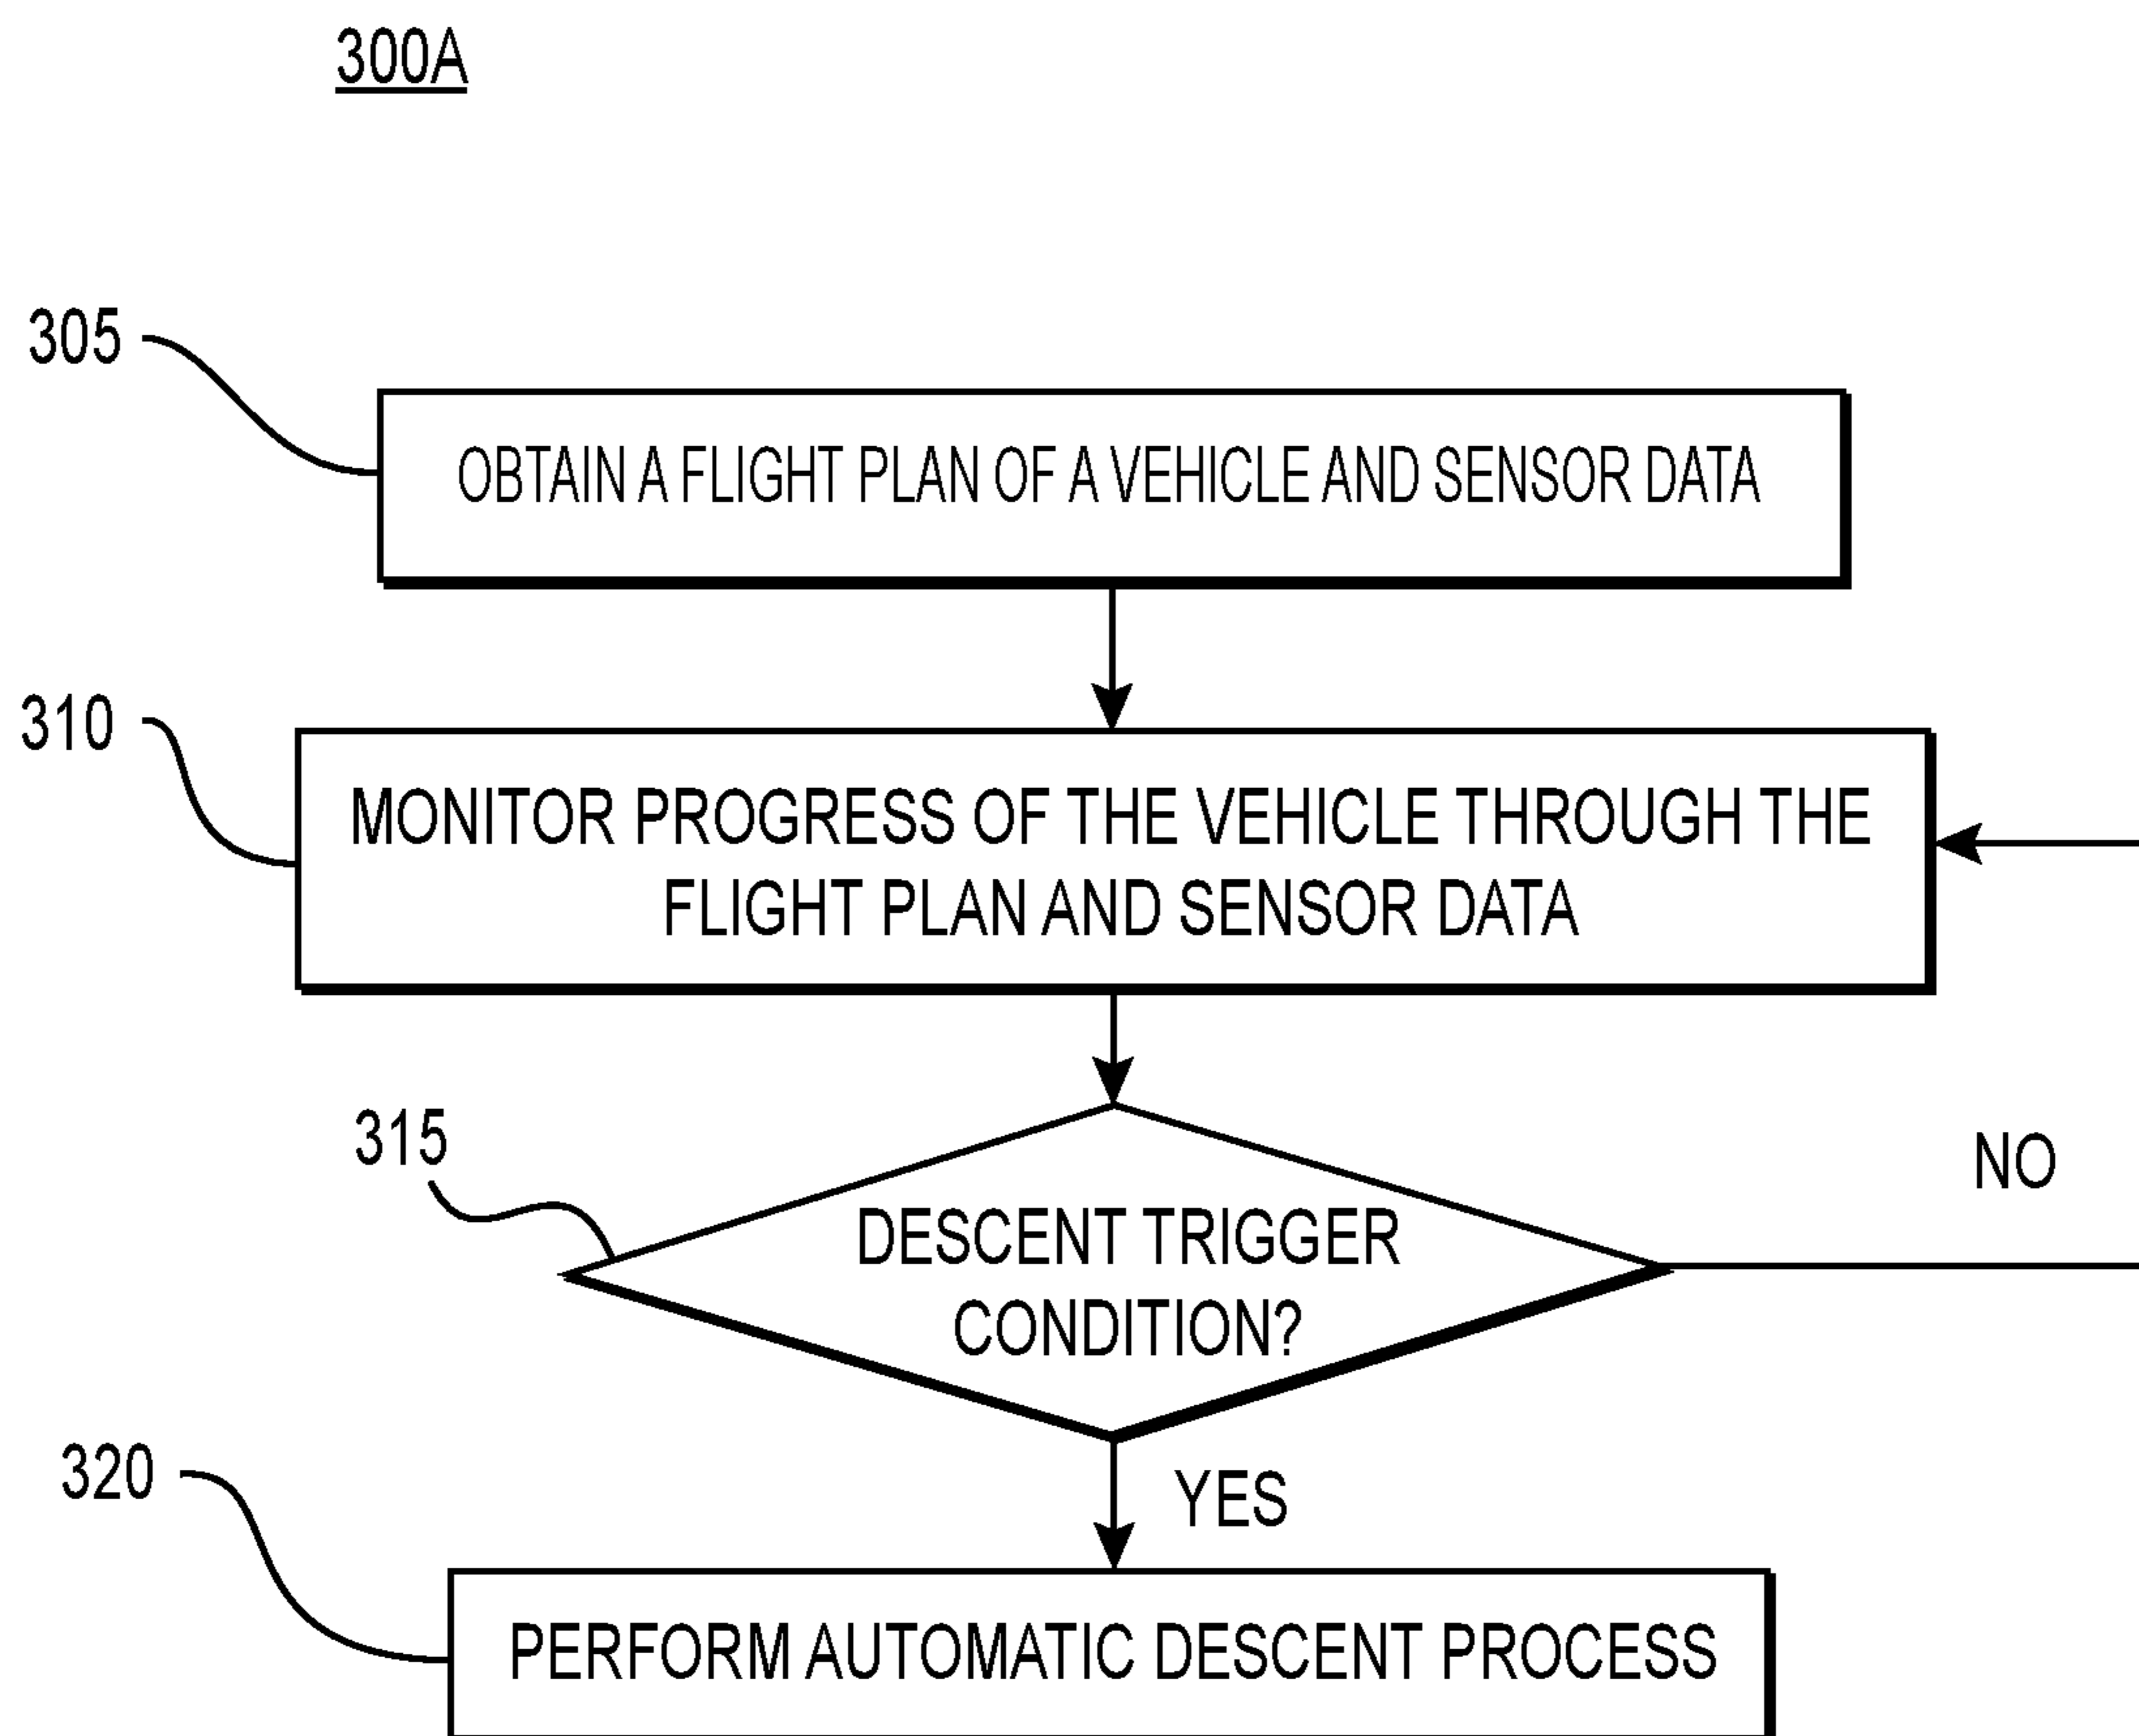 300A
305
OBTAIN A FLIGHT PLAN OF A VEHICLE AND SENSOR DATA
310
MONITOR PROGRESS OF THE VEHICLE THROUGH THE
FLIGHT PLAN AND SENSOR DATA
315
DESCENT TRIGGER
CONDITION?
NO
YES
320
PERFORM AUTOMATIC DESCENT PROCESS